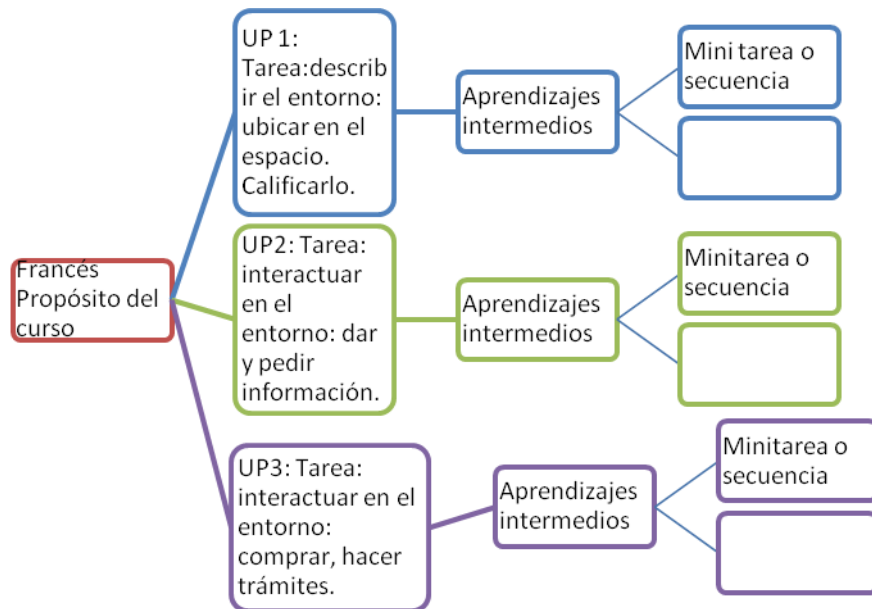 Francés
Propósito del
curso
UP 1:
Tarea:describ
ir el entorno:
ubicar en el
espacio.
Calificarlo.
Aprendizajes
intermedios
Mini tarea o
secuencia
UP2: Tarea:
interactuar
en el
entorno: dar
y pedir
información.
Aprendizajes
intermedios
Minitarea o
secuencia
UP3: Tarea:
interactuar en el
entorno:
comprar, hacer
trámites.
Aprendizajes
intermedios
Minitarea o
secuencia